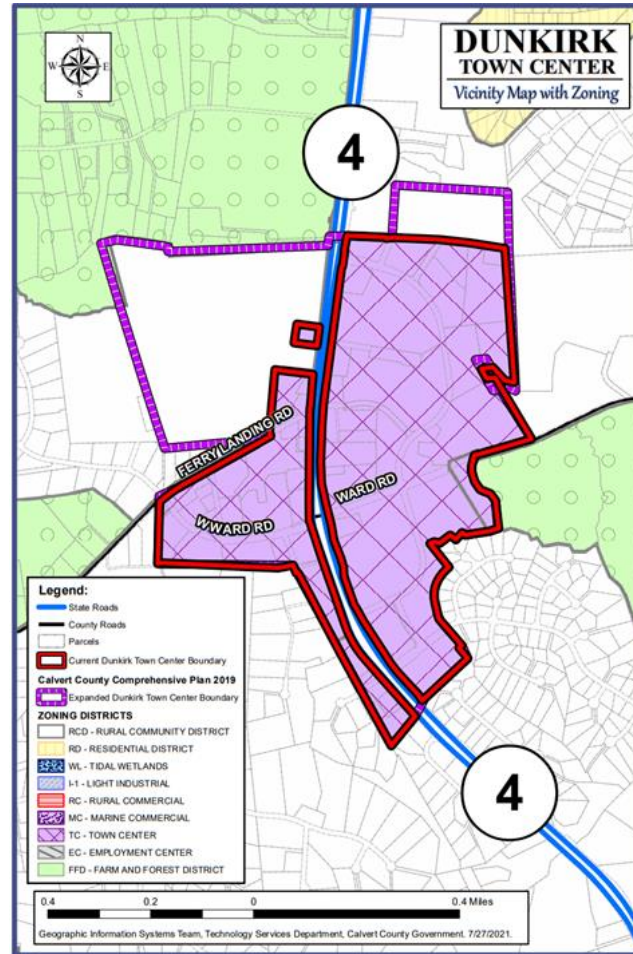 DUNKIRK
TOWN CENTER
Vicinity Map with Zoning
N
W E
S
4
FERRY LANDING RD
WARD RD
W WARD RD
4
Legend:
State Roads
County Roads
Parcels
Current Dunkirk Town Center Boundary
Calvert County Comprehensive Plan 2019
Expanded Dunkirk Town Center Boundary
ZONING DISTRICTS
RCD - RURAL COMMUNITY DISTRICT
RD - RESIDENTIAL DISTRICT
WL - TIDAL WETLANDS
I-1 - LIGHT INDUSTRIAL
RC - RURAL COMMERCIAL
MC - MARINE COMMERCIAL
TC - TOWN CENTER
EC - EMPLOYMENT CENTER
FFD - FARM AND FOREST DISTRICT
0.4 0.2 0 0.4 Miles
Geographic Information Systems Team, Technology Services Department, Calvert County Government. 7/27/2021.